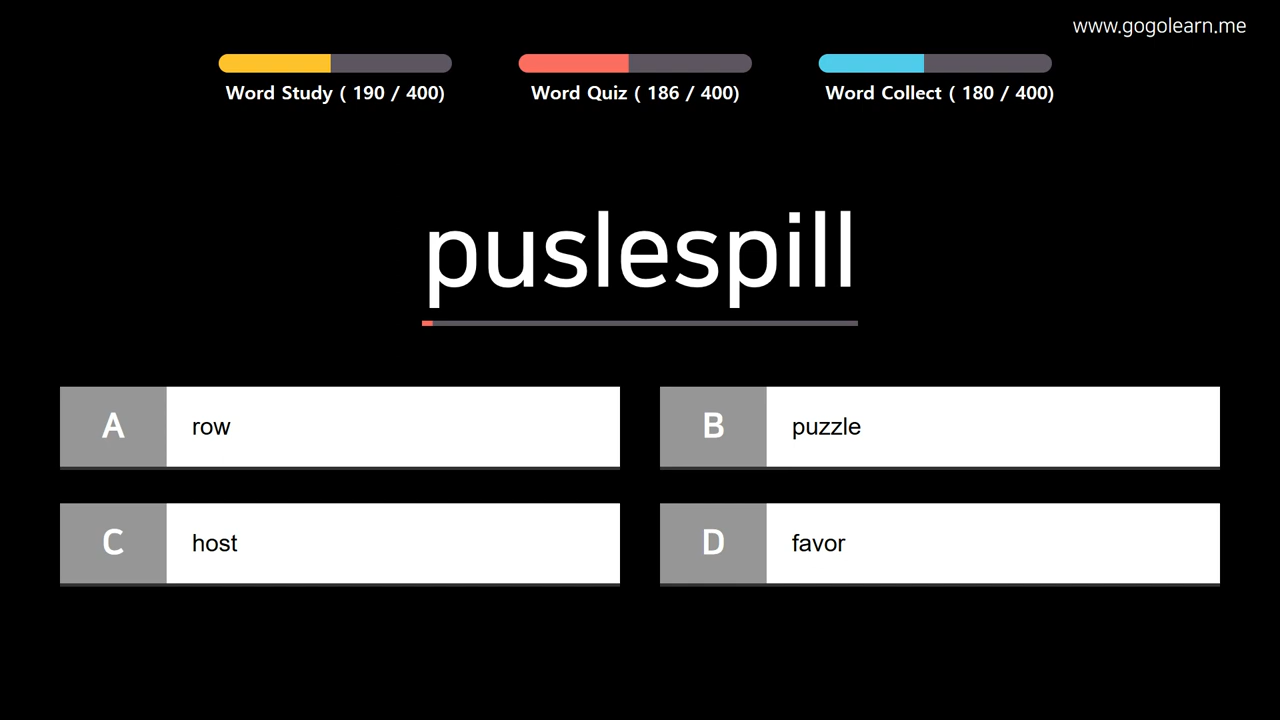 www.gogolearn.me
Word Study ( 190 / 400)
Word Quiz ( 186 / 400)
Word Collect ( 180 / 400)
puslespill
A row
B puzzle
C host
D favor